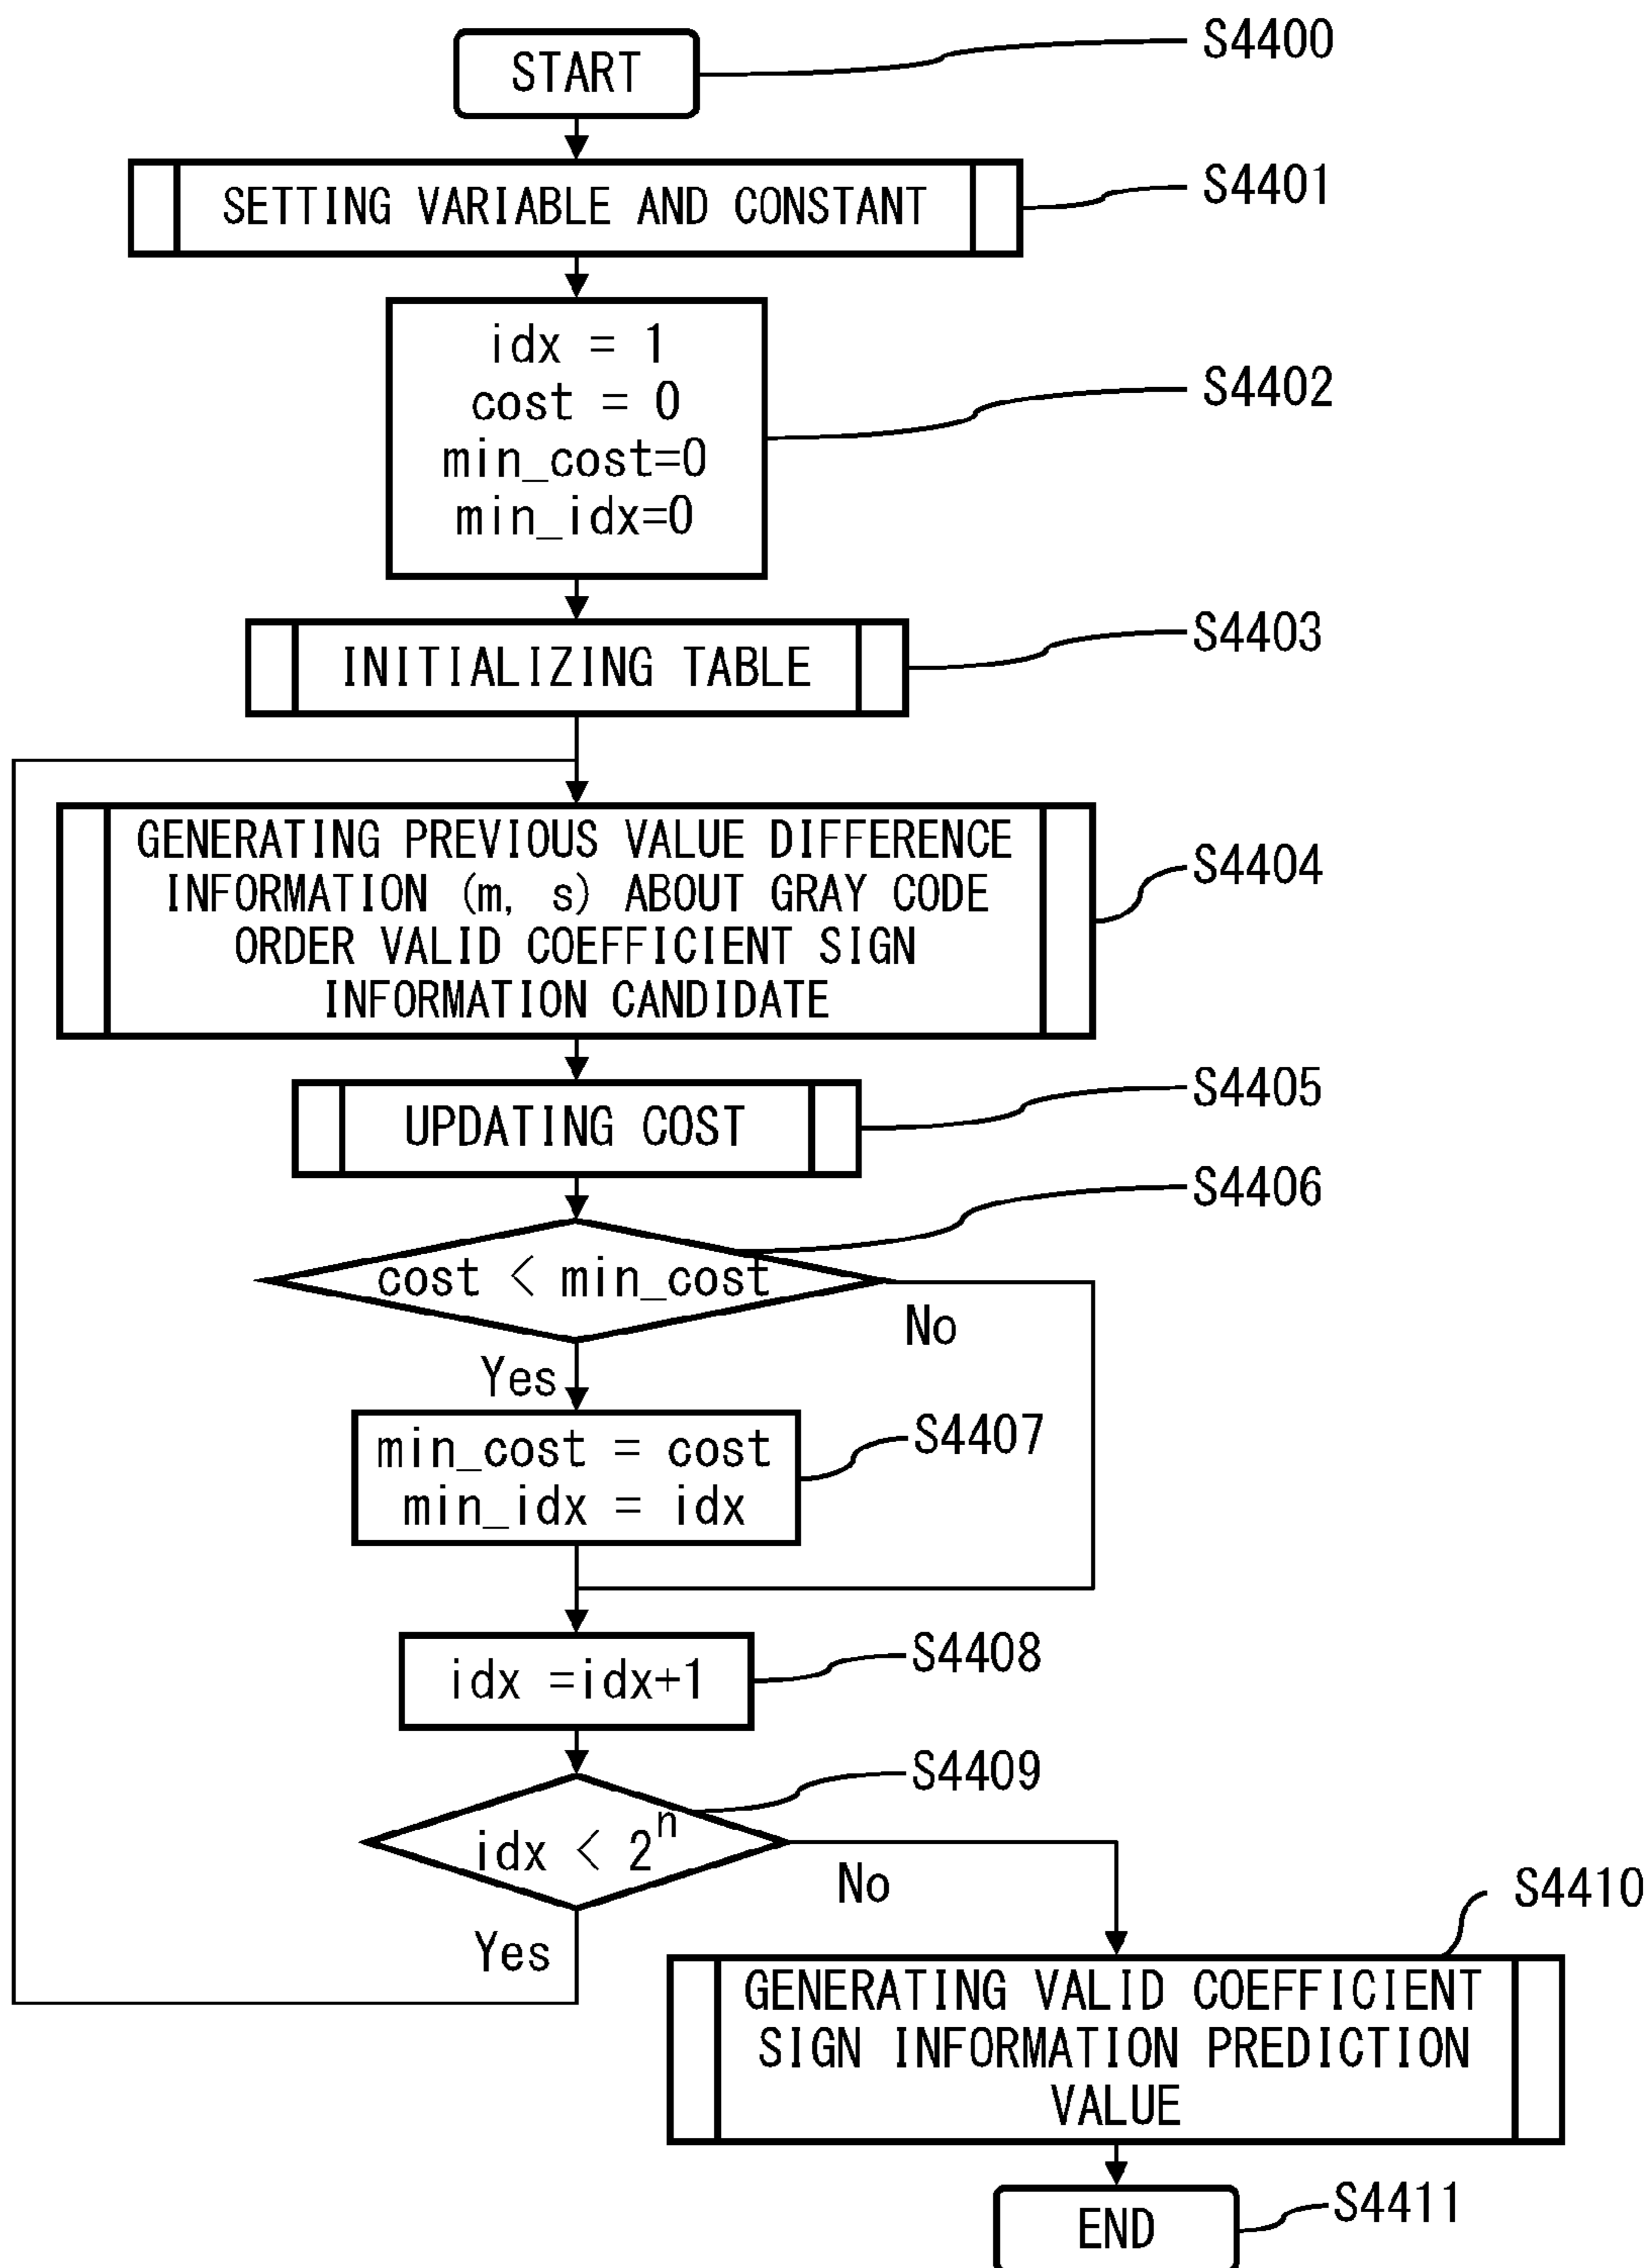 START
S4400
SETTING VARIABLE AND CONSTANT
S4401
idx = 1
cost = 0
min_cost=0
min_idx=0
S4402
INITIALIZING TABLE
S4403
GENERATING PREVIOUS VALUE DIFFERENCE
INFORMATION (m, s) ABOUT GRAY CODE
ORDER VALID COEFFICIENT SIGN
INFORMATION CANDIDATE
S4404
UPDATING COST
S4405
S4406
cost < min_cost
No
Yes
min_cost = cost
min_idx = idx
S4407
idx =idx+1
S4408
S4409
idx < 2^n
No
Yes
S4410
GENERATING VALID COEFFICIENT
SIGN INFORMATION PREDICTION
VALUE
END
S4411